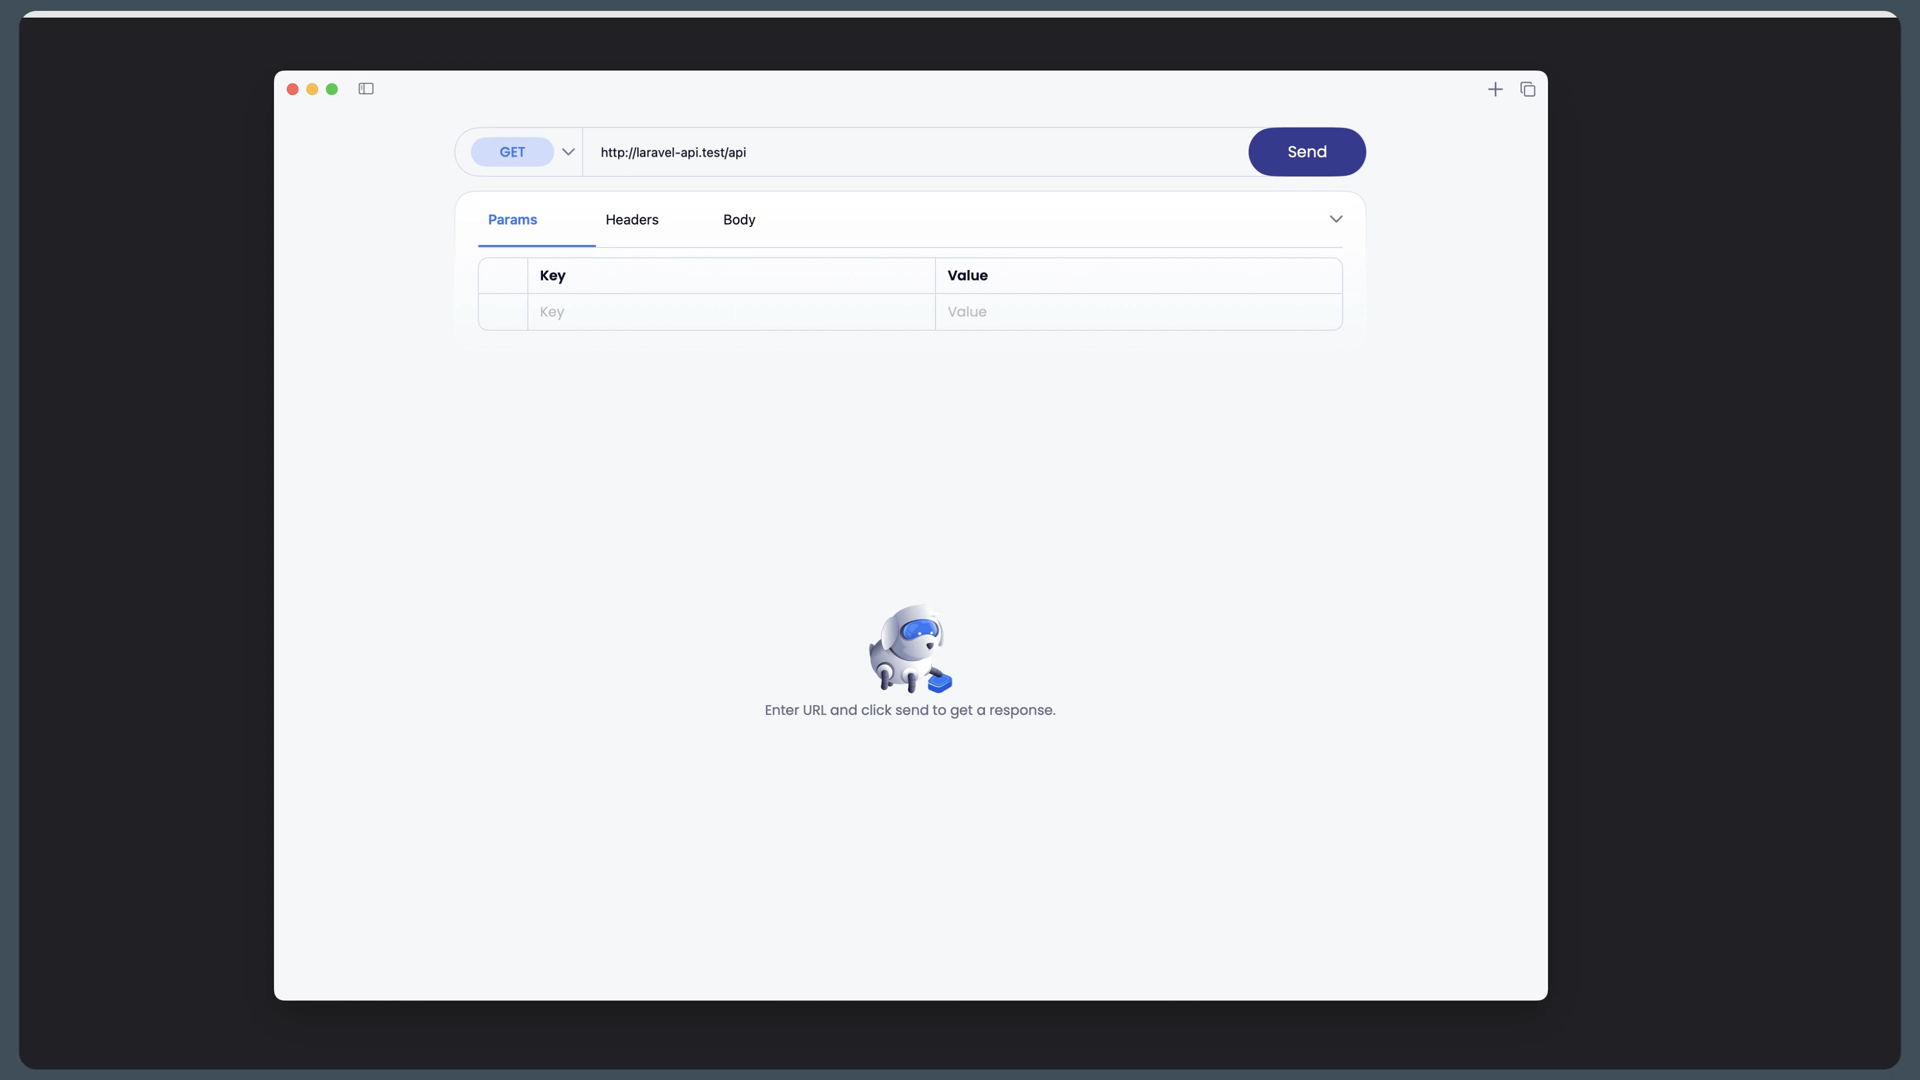 GET
http://laravel-api.test/api
Send
Params
Headers
Body
Key
Value
Key
Value
Enter URL and click send to get a response.